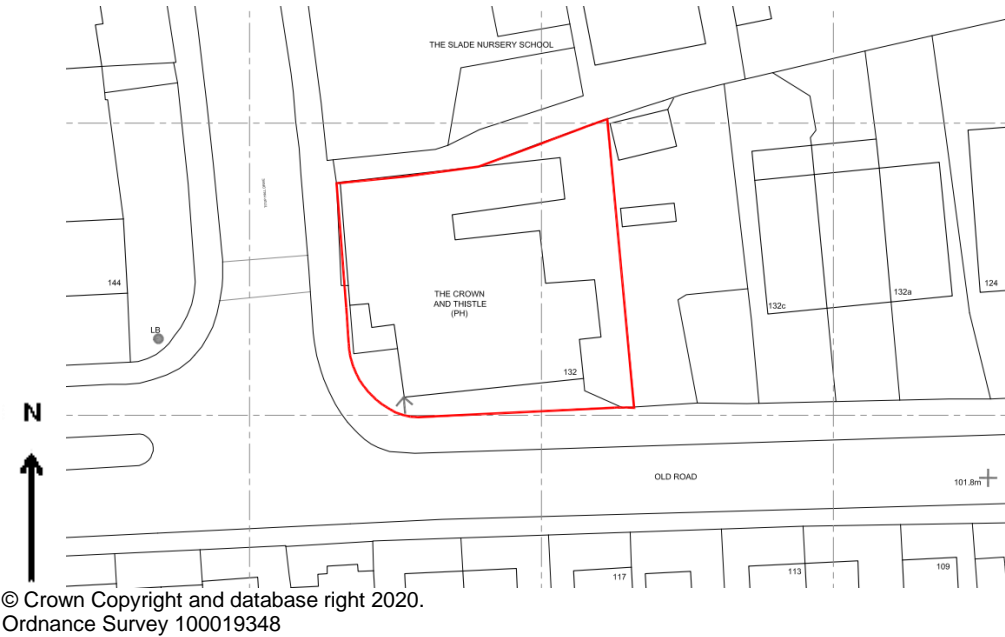 THE SLADE NURSERY SCHOOL
144
LB
THE CROWN
AND THISTLE
(PH)
132
132c
132a
124
N
OLD ROAD
101.8m
117
113
109
© Crown Copyright and database right 2020.
Ordnance Survey 100019348